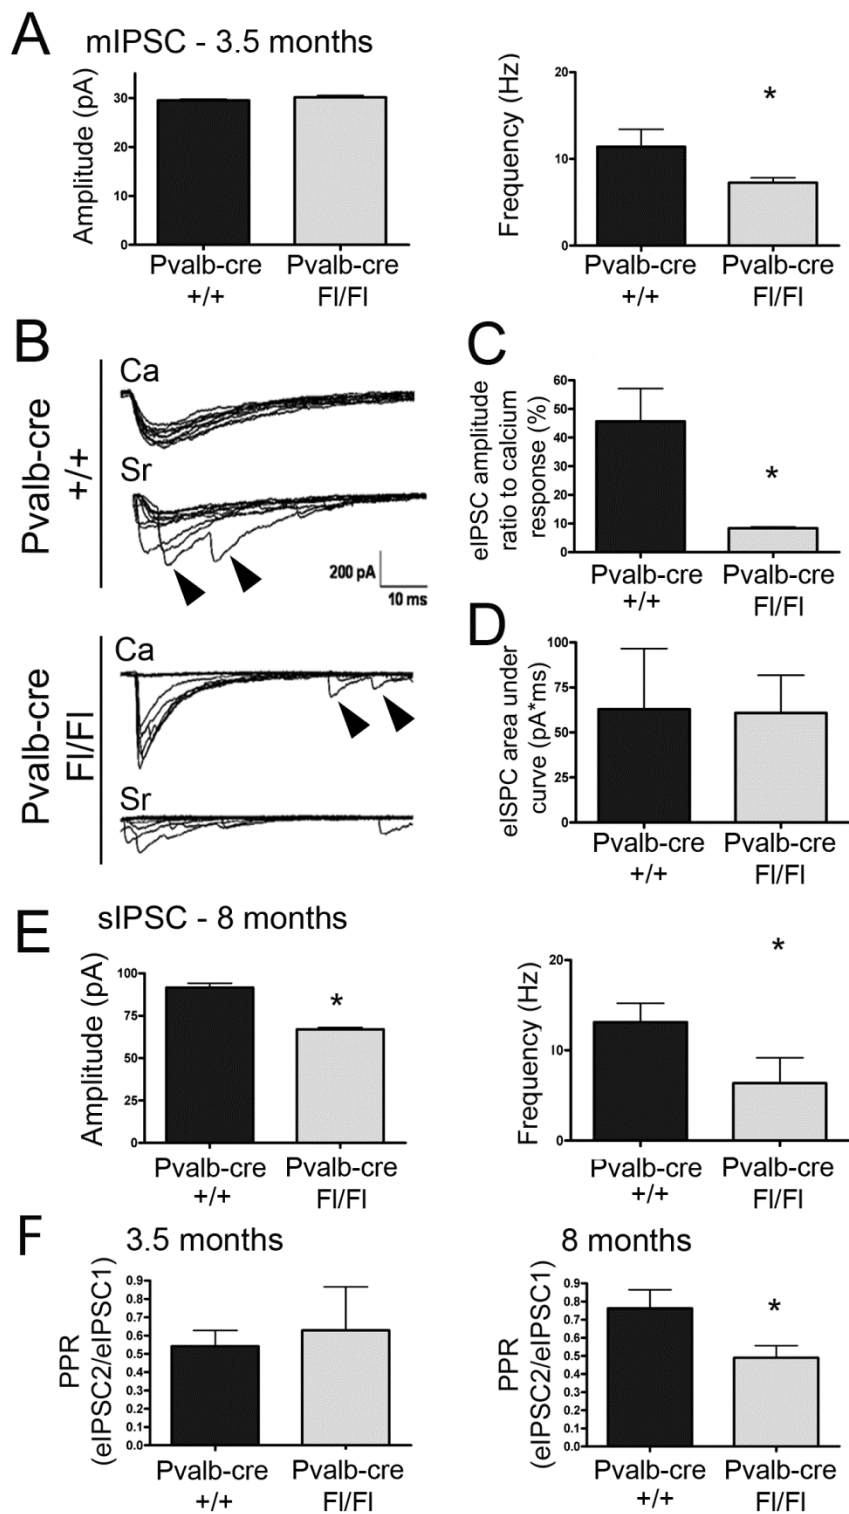 A
mIPSC - 3.5 months
Amplitude (pA)
30
20
10
0
Pvalb-cre
+/+
Pvalb-cre
Fl/Fl
Frequency (Hz)
20
10
0
*
Pvalb-cre
+/+
Pvalb-cre
Fl/Fl
B
Pvalb-cre
+/+
Ca
Sr
200 pA
10 ms
Pvalb-cre
Fl/Fl
Ca
Sr
C
eIPSC amplitude
ratio to calcium
response (%)
60
50
40
30
20
10
0
*
Pvalb-cre
+/+
Pvalb-cre
Fl/Fl
D
eISPC area under
curve (pA*ms)
100
75
50
25
0
Pvalb-cre
+/+
Pvalb-cre
Fl/Fl
E
sIPSC - 8 months
Amplitude (pA)
100
75
50
25
0
*
Pvalb-cre
+/+
Pvalb-cre
Fl/Fl
Frequency (Hz)
20
10
0
*
Pvalb-cre
+/+
Pvalb-cre
Fl/Fl
F
3.5 months
PPR
(eIPSC2/eIPSC1)
0.9
0.8
0.7
0.6
0.5
0.4
0.3
0.2
0.1
0.0
Pvalb-cre
+/+
Pvalb-cre
Fl/Fl
8 months
PPR
(eIPSC2/eIPSC1)
0.9
0.8
0.7
0.6
0.5
0.4
0.3
0.2
0.1
0.0
*
Pvalb-cre
+/+
Pvalb-cre
Fl/Fl